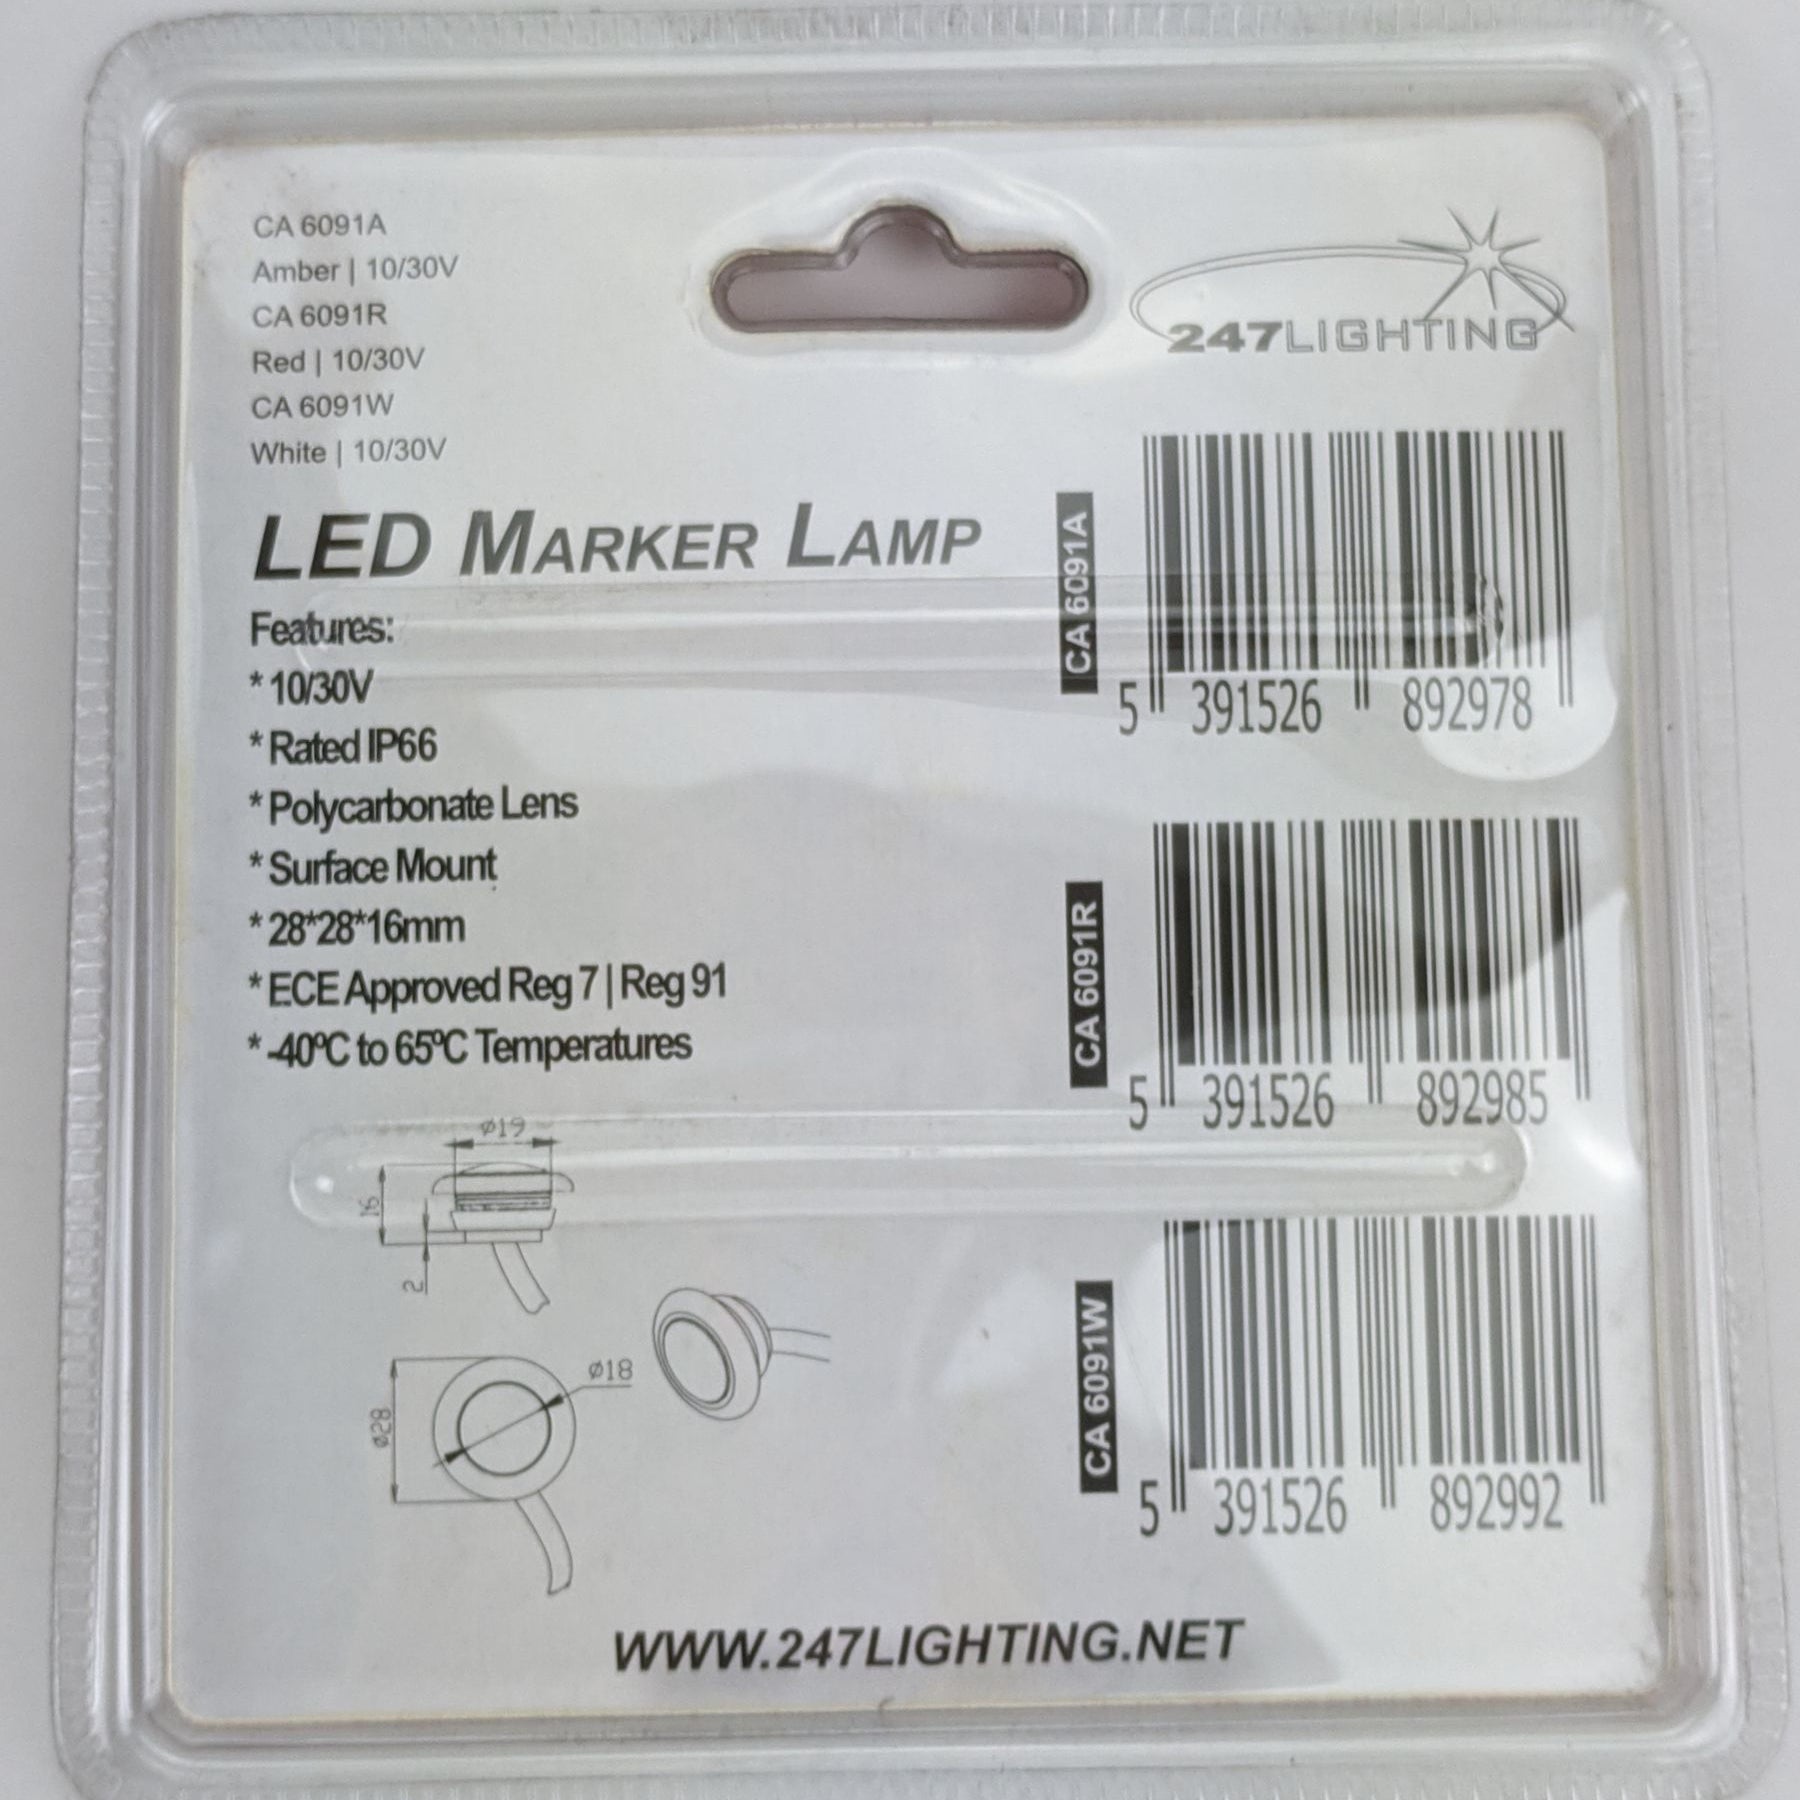 CA 6091A
Amber | 10/30V
CA 6091R
Red | 10/30V
CA 6091W
White | 10/30V
247LIGHTING
LED MARKER LAMP
Features:
* 10/30V
* Rated IP66
* Polycarbonate Lens
* Surface Mount
* 28*28*16mm
* ECE Approved Reg 7 | Reg 91
* -40ºC to 65ºC Temperatures
CA 6091A
5 391526 892978
CA 6091R
5 391526 892985
CA 6091W
5 391526 892992
ø19
16
2
ø18
ø28
WWW.247LIGHTING.NET